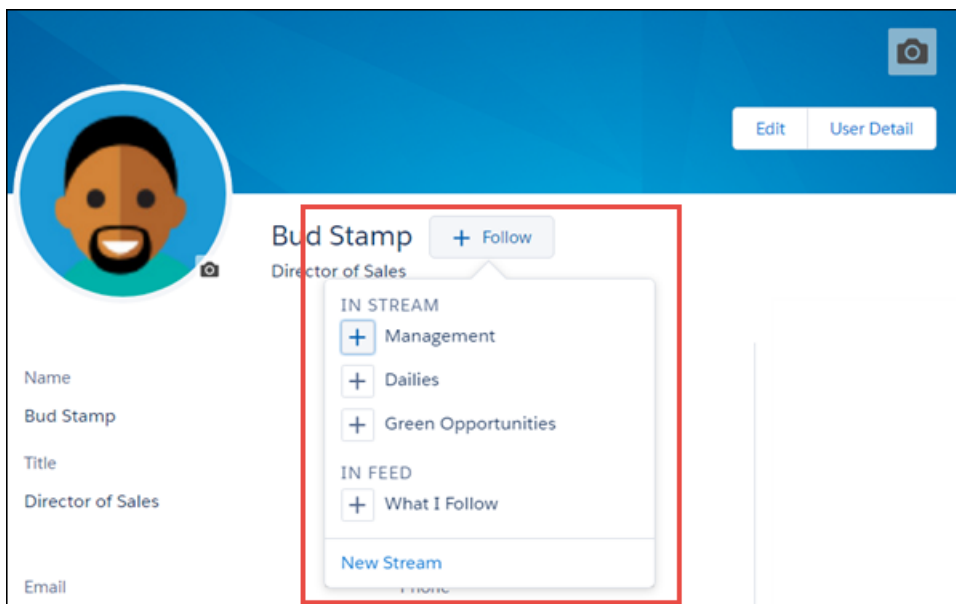 Edit User Detail
Bud Stamp + Follow
Director of Sales
IN STREAM
+ Management
+ Dailies
+ Green Opportunities
IN FEED
+ What I Follow
New Stream
Name
Bud Stamp
Title
Director of Sales
Email
Phone